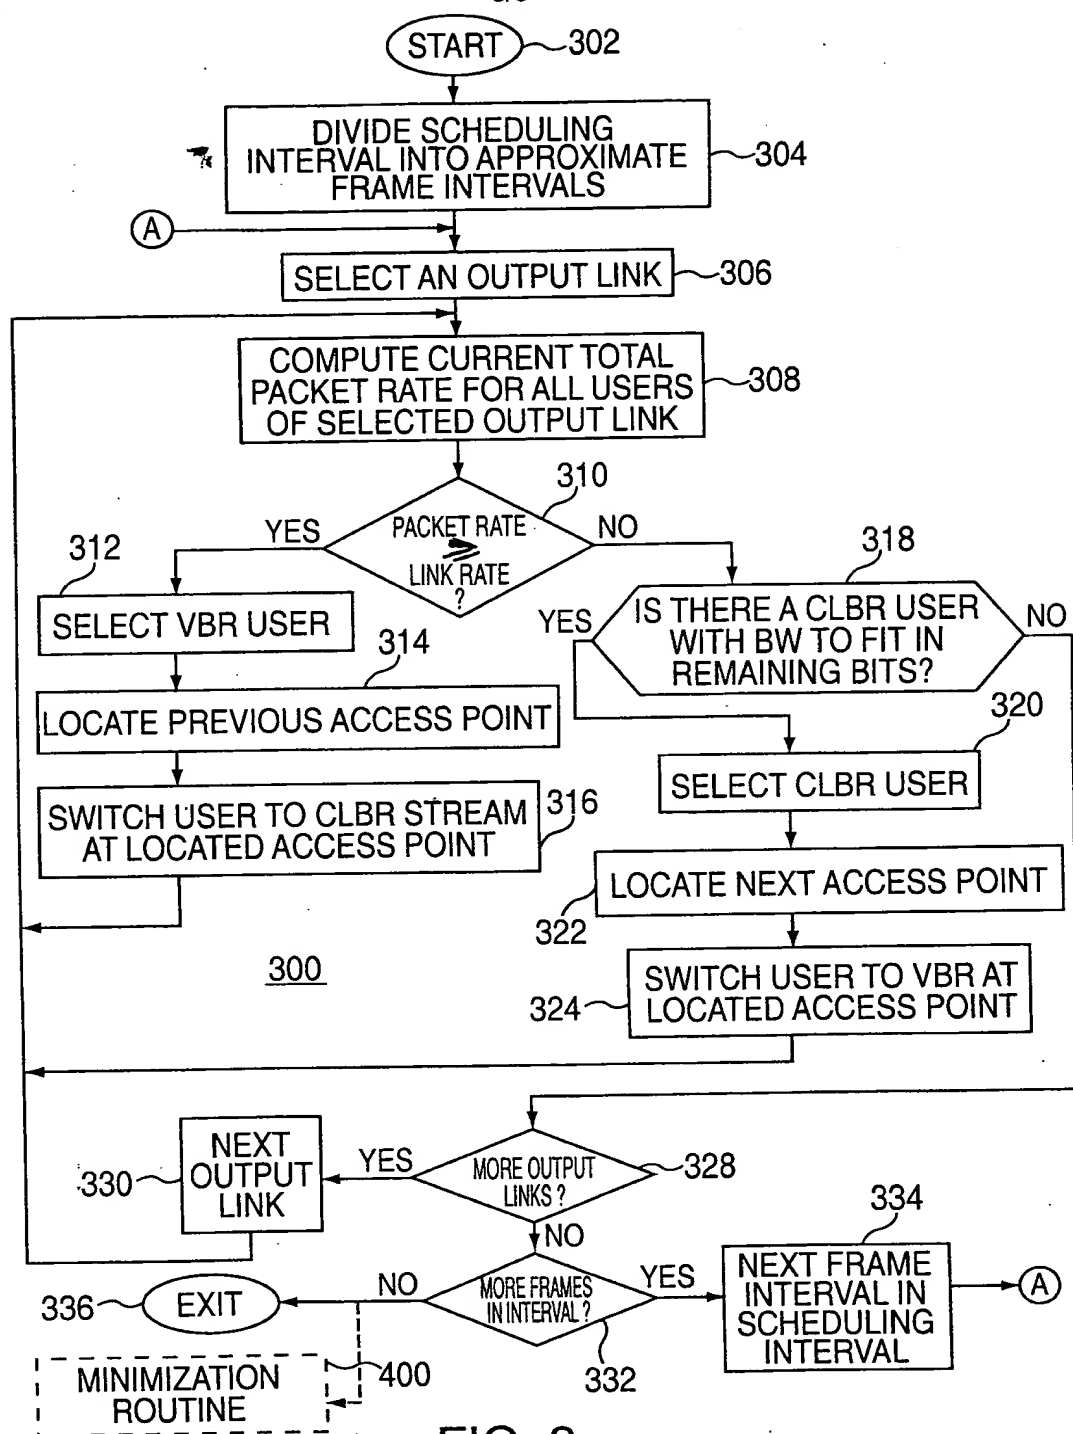 START
302
DIVIDE SCHEDULING
INTERVAL INTO APPROXIMATE
FRAME INTERVALS
304
A
SELECT AN OUTPUT LINK
306
COMPUTE CURRENT TOTAL
PACKET RATE FOR ALL USERS
OF SELECTED OUTPUT LINK
308
310
PACKET RATE
LINK RATE
?
YES
NO
312
SELECT VBR USER
314
LOCATE PREVIOUS ACCESS POINT
SWITCH USER TO CLBR STREAM
AT LOCATED ACCESS POINT
316
318
IS THERE A CLBR USER
WITH BW TO FIT IN
REMAINING BITS?
YES
NO
320
SELECT CLBR USER
LOCATE NEXT ACCESS POINT
322
SWITCH USER TO VBR AT
LOCATED ACCESS POINT
324
300
MORE OUTPUT
LINKS ?
328
YES
NEXT
OUTPUT
LINK
330
NO
MORE FRAMES
IN INTERVAL ?
332
YES
334
NEXT FRAME
INTERVAL IN
SCHEDULING
INTERVAL
A
NO
EXIT
336
MINIMIZATION
ROUTINE
400